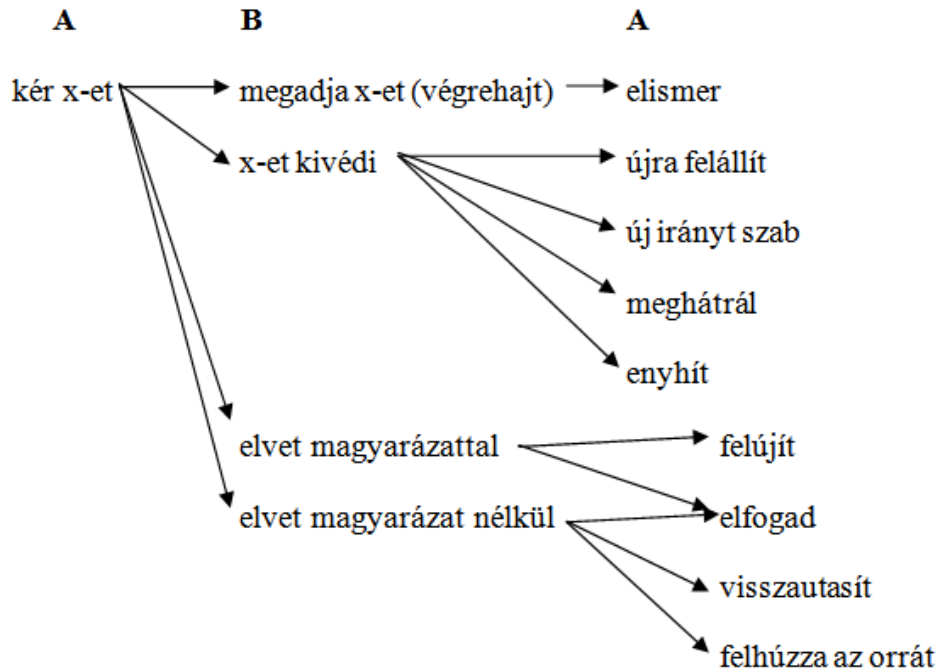 A B A
kér x-et megadja x-et (végrehajt) elismer
x-et kivédi újra felállít
új irányt szab
meghátrál
enyhít
elvet magyarázattal felújít
elvet magyarázat nélkül elfogad
visszautasít
felhúzza az orrát